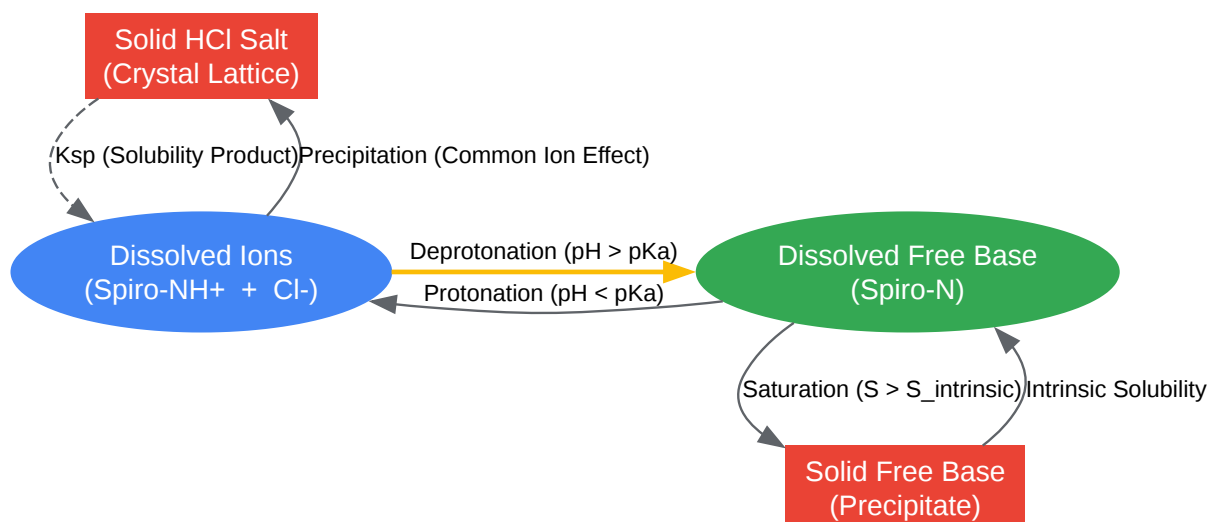 Solid HCl Salt
(Crystal Lattice)
Ksp (Solubility Product)
Precipitation (Common Ion Effect)
Dissolved Ions
(Spiro-NH+ + Cl-)
Deprotonation (pH > pKa)
Protonation (pH < pKa)
Dissolved Free Base
(Spiro-N)
Saturation (S > S_intrinsic)
Intrinsic Solubility
Solid Free Base
(Precipitate)